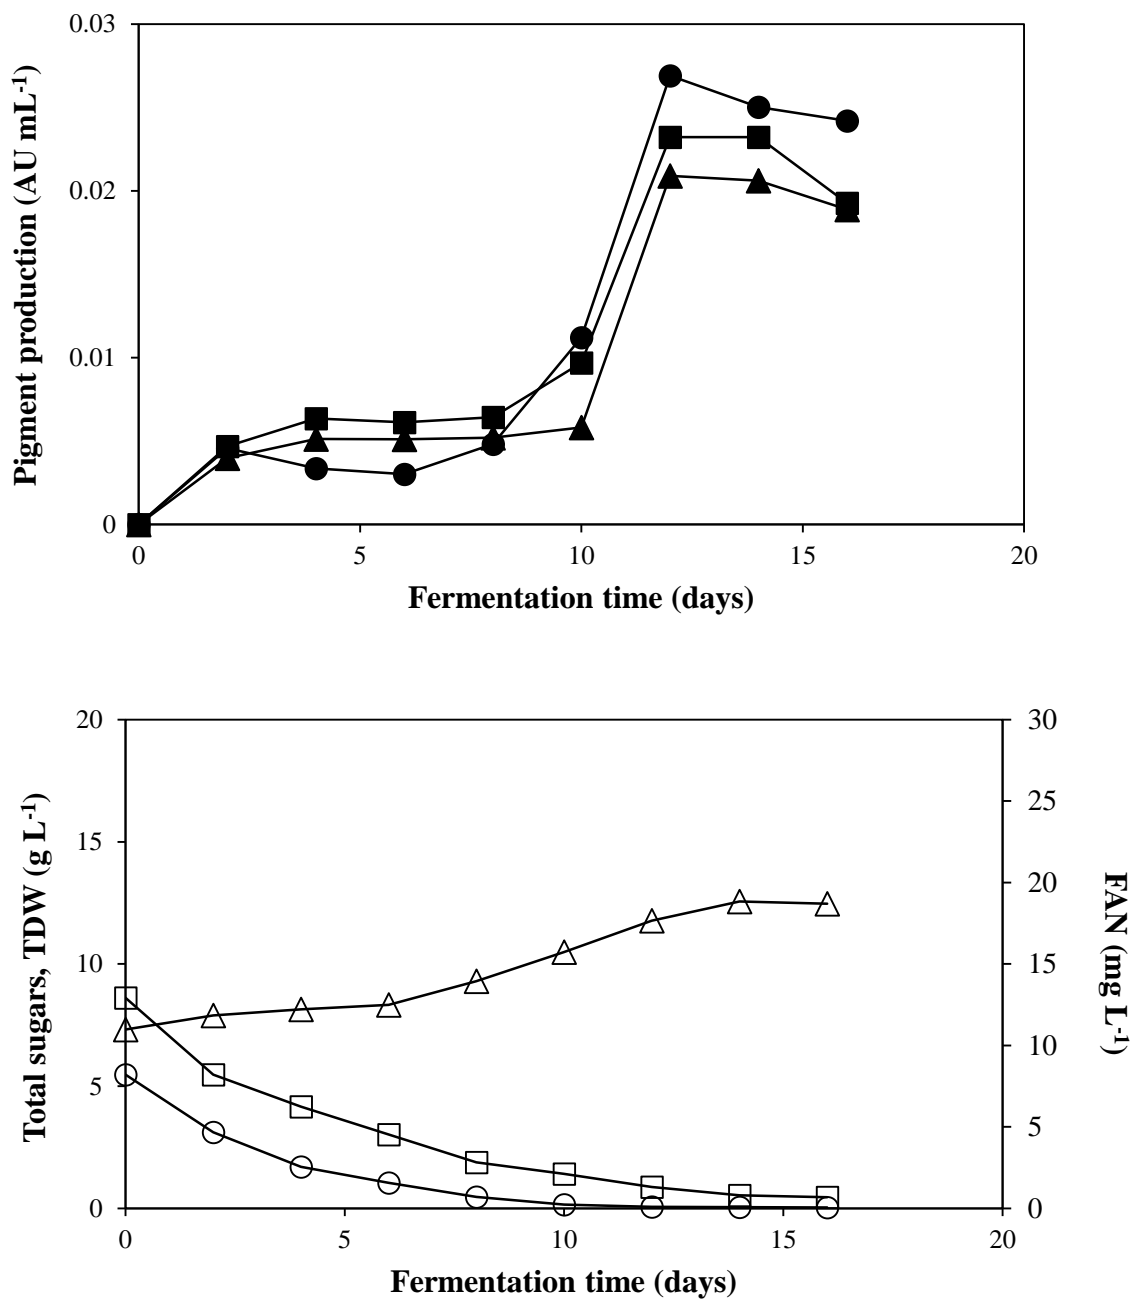 Pigment production (AU mL-1)
0.03
0.02
0.01
0
0 5 10 15 20
Fermentation time (days)
Total sugars, TDW (g L-1)
20
15
10
5
0
30
25
20
15
10
5
0
FAN (mg L-1)
0 5 10 15 20
Fermentation time (days)